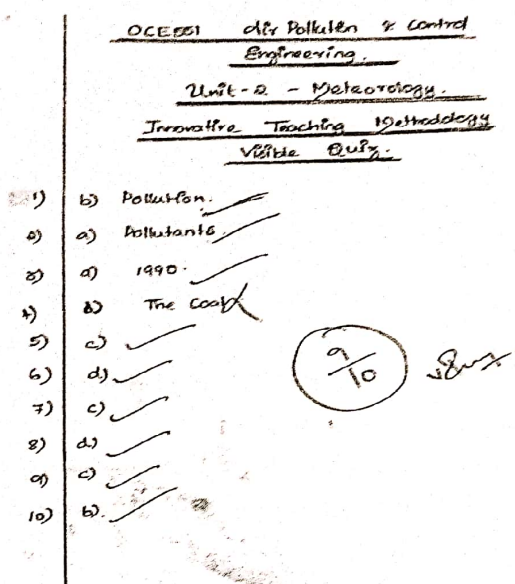 OCE551 Air Pollution & Control
Engineering.
Unit-2 - Meteorology.
Innovative Teaching Methodology
Visible Quiz.
1) b) Pollution.
2) a) Pollutants.
3) a) 1990.
4) b) The Coal
5) c)
6) d)
7) c)
8) d)
9) c)
10) b).
9/10